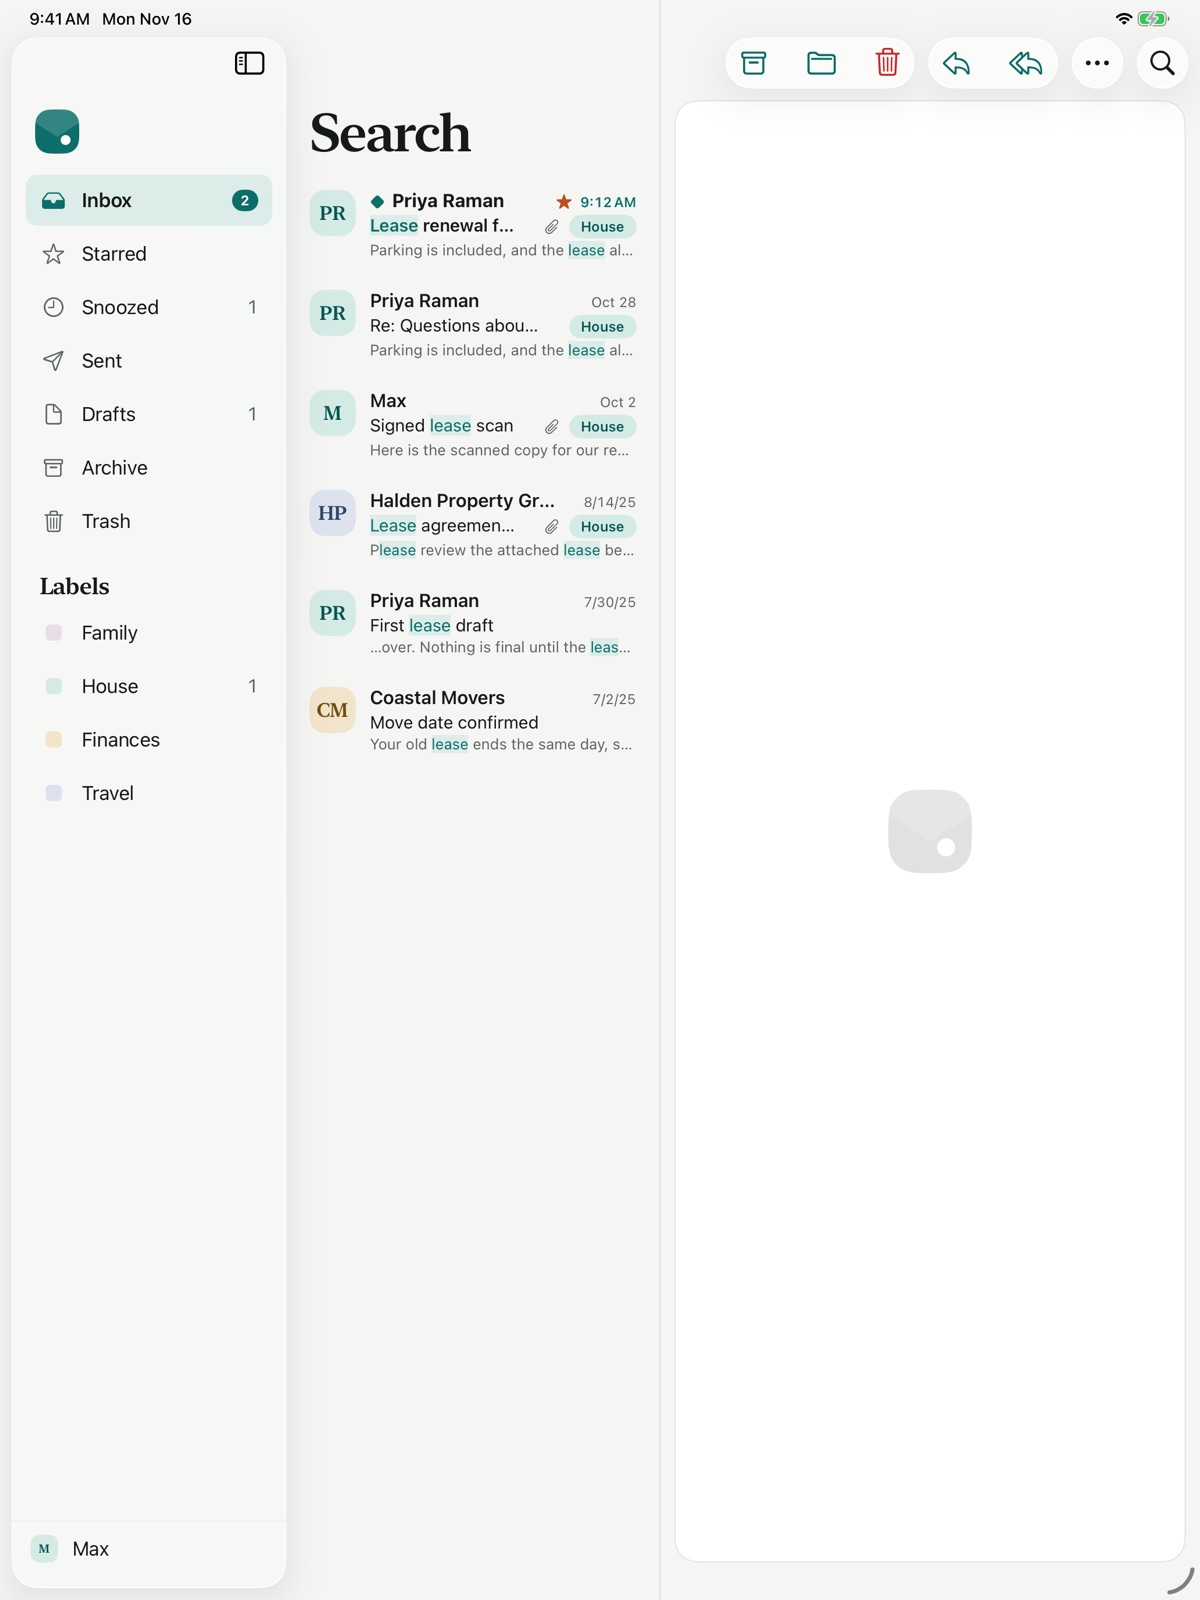 9:41 AM Mon Nov 16
Inbox 2
Starred
Snoozed 1
Sent
Drafts 1
Archive
Trash
Labels
Family
House 1
Finances
Travel
M Max
Search
PR Priya Raman 9:12 AM
Lease renewal f... House
Parking is included, and the lease al...
PR Priya Raman Oct 28
Re: Questions abou... House
Parking is included, and the lease al...
M Max Oct 2
Signed lease scan House
Here is the scanned copy for our re...
HP Halden Property Gr... 8/14/25
Lease agreemen... House
Please review the attached lease be...
PR Priya Raman 7/30/25
First lease draft
...over. Nothing is final until the leas...
CM Coastal Movers 7/2/25
Move date confirmed
Your old lease ends the same day, s...